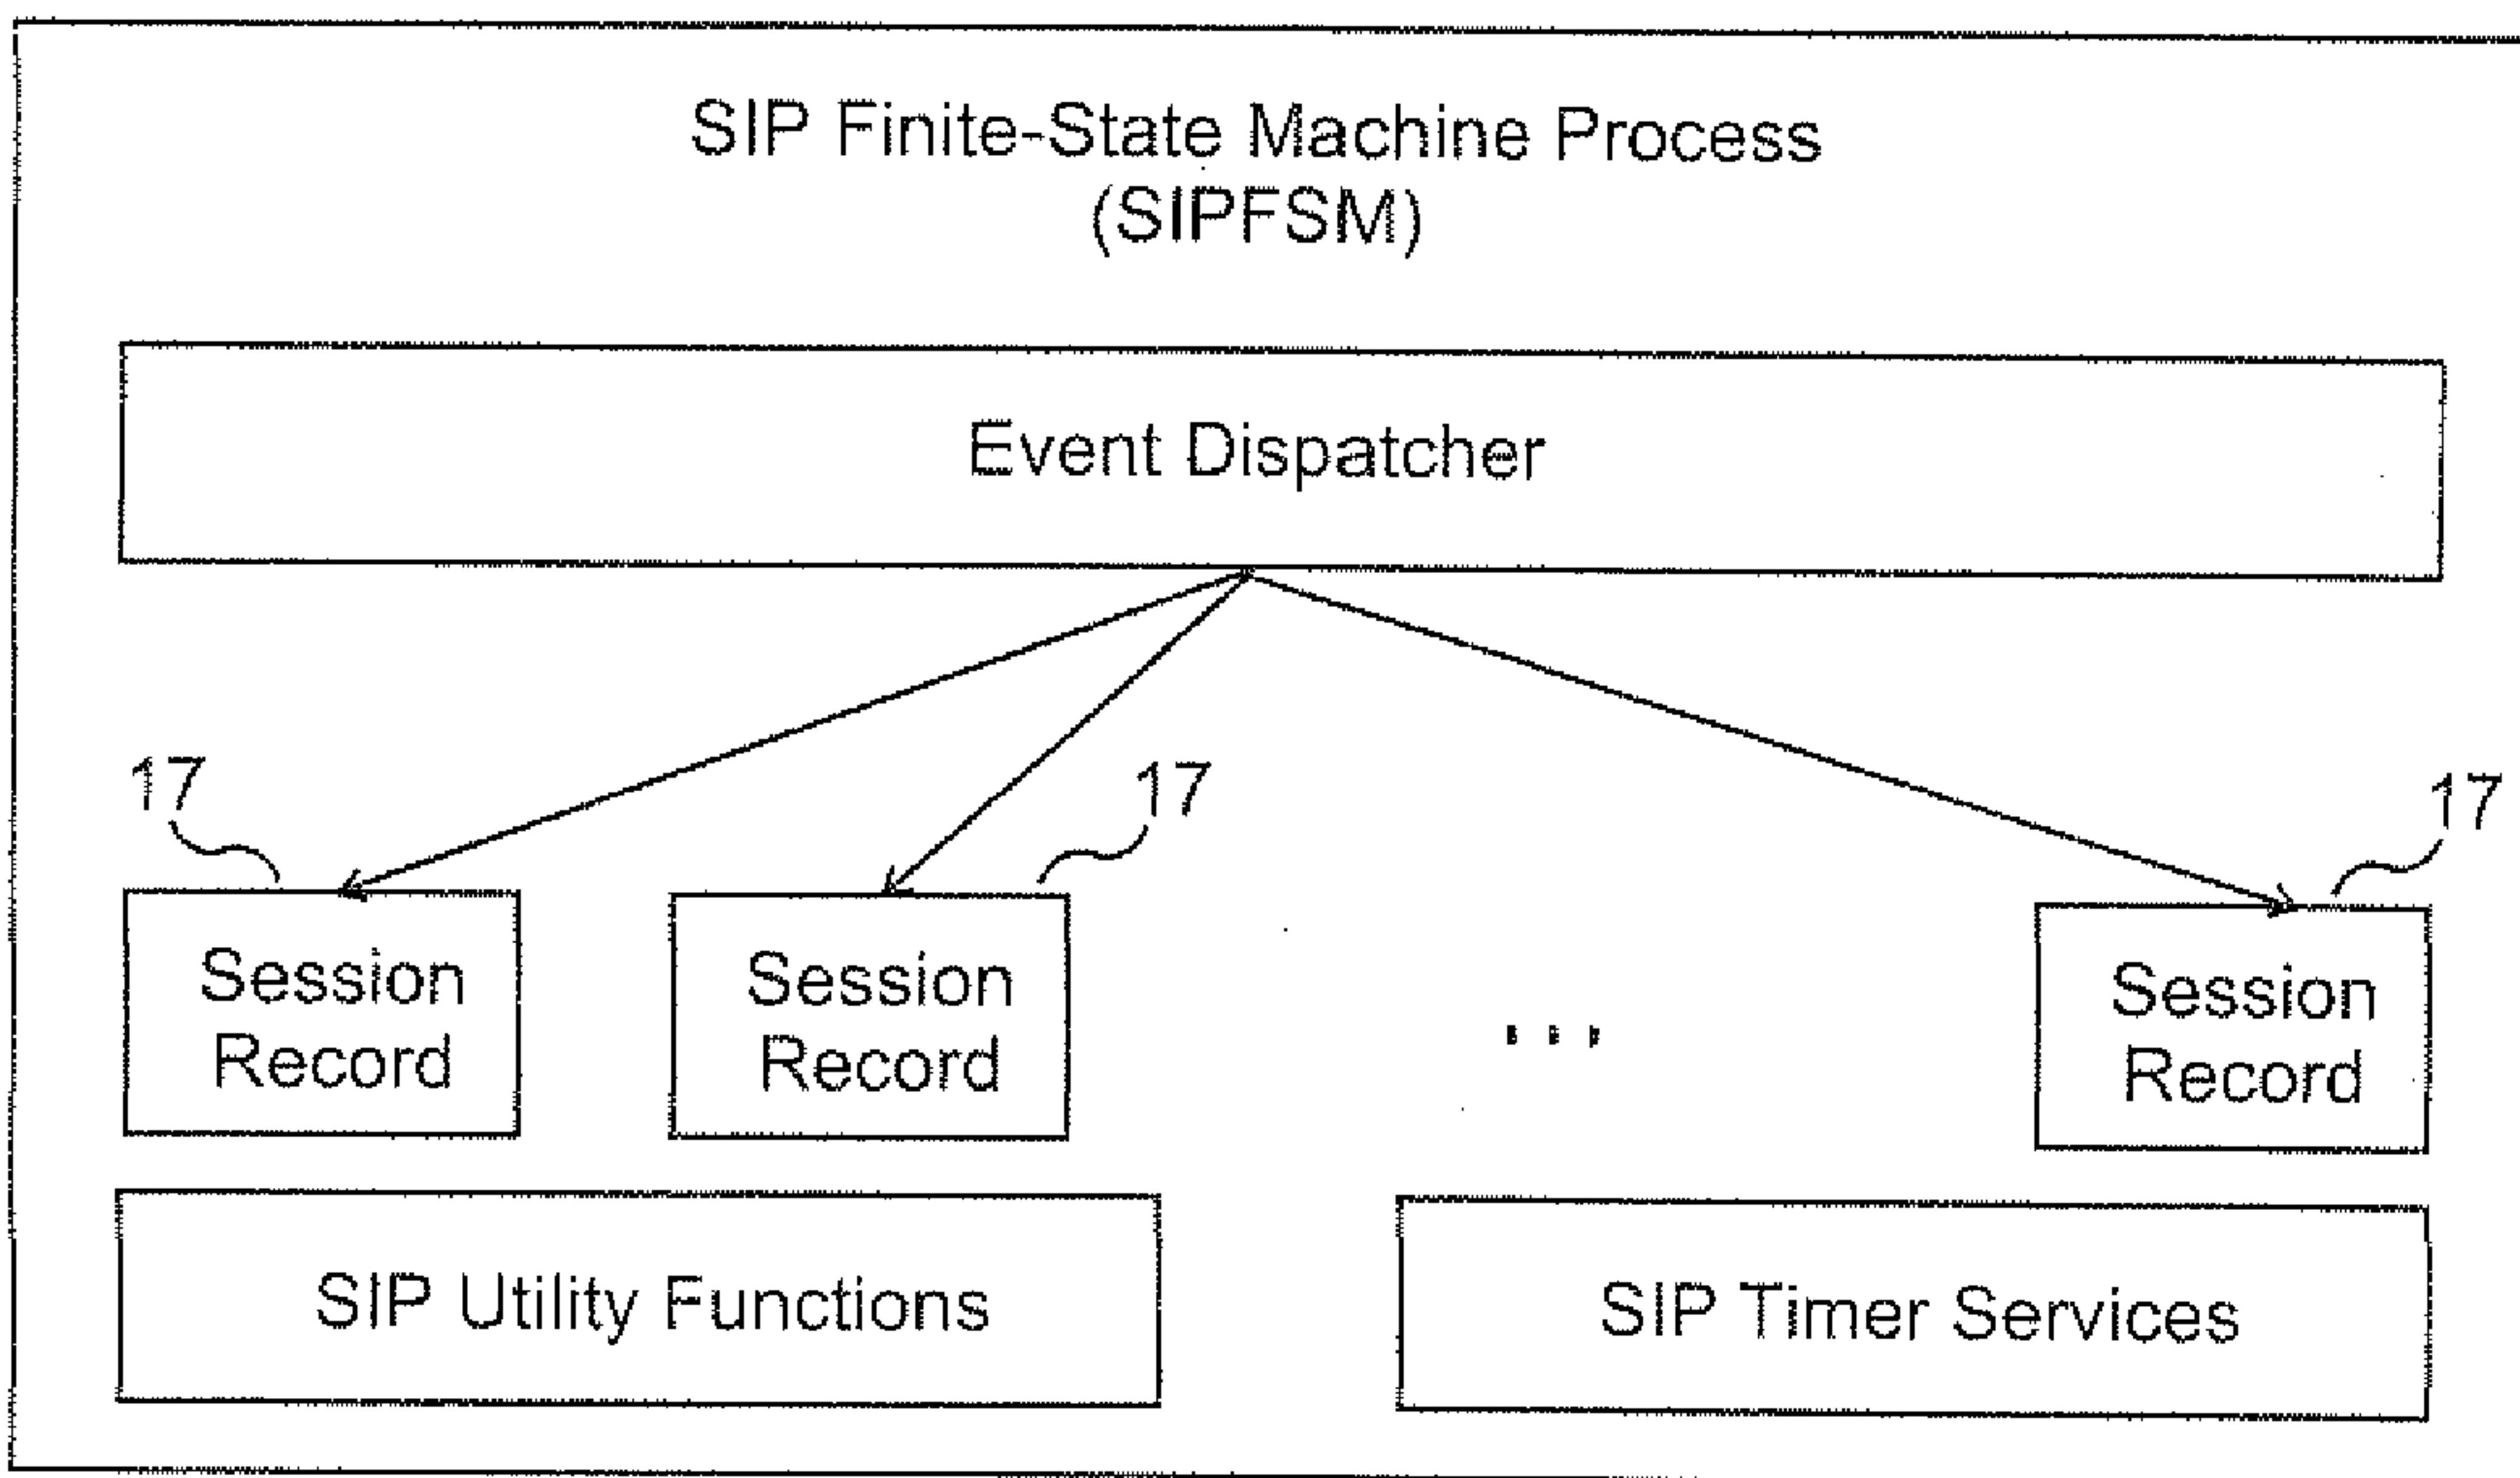 SIP Finite-State Machine Process
(SIPFSM)
Event Dispatcher
17
17
17
Session
Record
Session
Record
...
Session
Record
SIP Utility Functions
SIP Timer Services